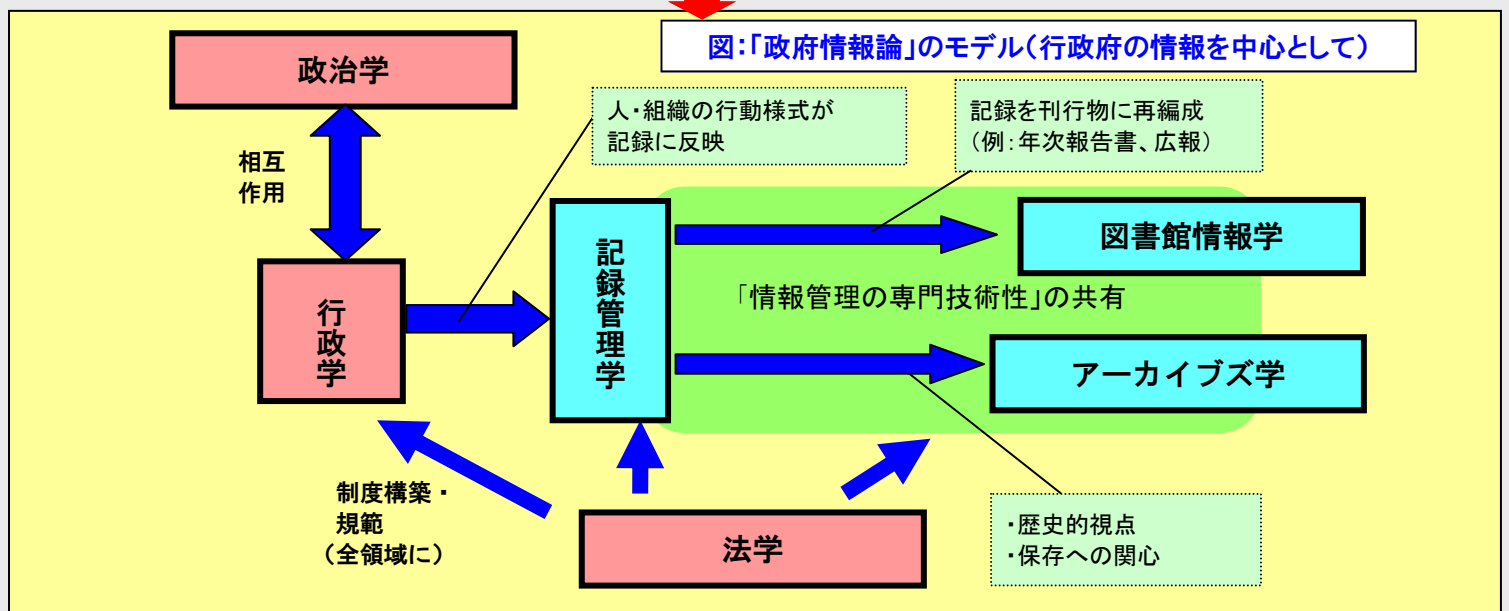 図：「政府情報論」のモデル（行政府の情報を中心として）
政治学
人・組織の行動様式が
記録に反映
記録を刊行物に再編成
（例：年次報告書、広報）
相互
作用
記録管理学
図書館情報学
行政学
「情報管理の専門技術性」の共有
アーカイブズ学
制度構築・
規範
（全領域に）
法学
・歴史的視点
・保存への関心